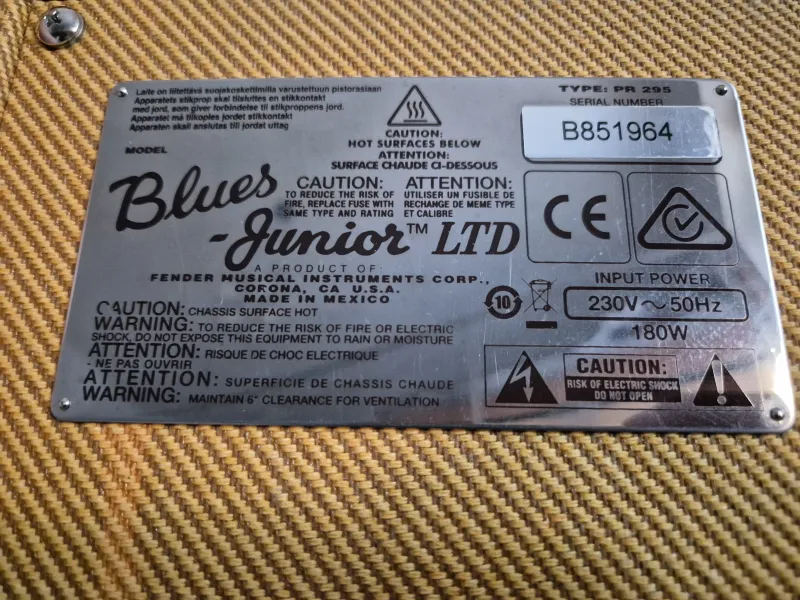 Laite on liitettävä suojakoskettimilla varustettuun pistorasiaan
Apparatets stikprop skal tilsluttes en stikkontakt
med jord, som giver forbindelse til stikproppens jord.
Apparatet må tilkoples jordet stikkontakt
Apparaten skall anslutas till jordat uttag
TYPE: PR 295
SERIAL NUMBER
B851964
MODEL
CAUTION:
HOT SURFACES BELOW
ATTENTION:
SURFACE CHAUDE CI-DESSOUS
Blues
-Junior™ LTD
CAUTION:
TO REDUCE THE RISK OF
FIRE, REPLACE FUSE WITH
SAME TYPE AND RATING
ATTENTION:
UTILISER UN FUSIBLE DE
RECHANGE DE MEME TYPE
ET CALIBRE
CE
A PRODUCT OF
FENDER MUSICAL INSTRUMENTS CORP.,
CORONA, CA U.S.A.
MADE IN MEXICO
10
INPUT POWER
230V~50Hz
180W
CAUTION: CHASSIS SURFACE HOT
WARNING: TO REDUCE THE RISK OF FIRE OR ELECTRIC
SHOCK, DO NOT EXPOSE THIS EQUIPMENT TO RAIN OR MOISTURE
ATTENTION: RISQUE DE CHOC ELECTRIQUE
- NE PAS OUVRIR
ATTENTION: SUPERFICIE DE CHASSIS CHAUDE
WARNING: MAINTAIN 6" CLEARANCE FOR VENTILATION
CAUTION:
RISK OF ELECTRIC SHOCK
DO NOT OPEN